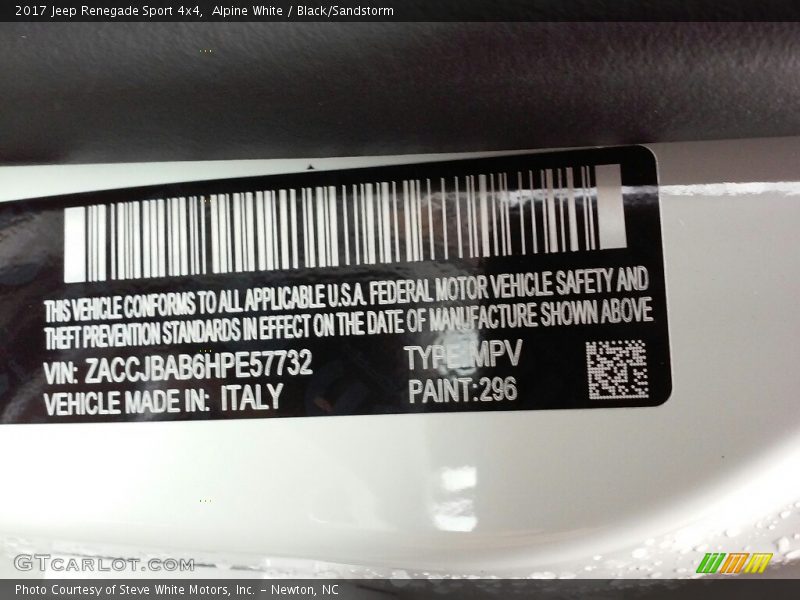 2017 Jeep Renegade Sport 4x4,  Alpine White / Black/Sandstorm
THIS VEHICLE CONFORMS TO ALL APPLICABLE U.S.A. FEDERAL MOTOR VEHICLE SAFETY AND
THEFT PREVENTION STANDARDS IN EFFECT ON THE DATE OF MANUFACTURE SHOWN ABOVE
VIN: ZACCJBAB6HPE57732 TYPE: MPV
VEHICLE MADE IN: ITALY PAINT:296
GTCARLOT.COM
Photo Courtesy of Steve White Motors, Inc. – Newton, NC